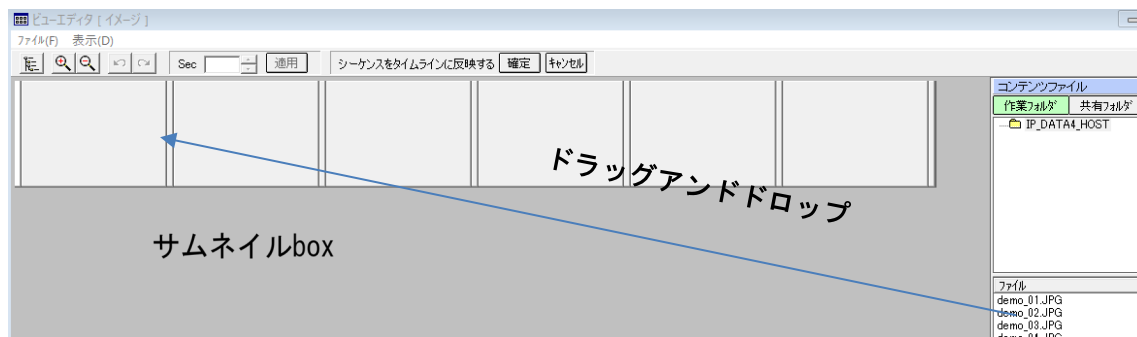 ビューエディタ [ イメージ ]
ファイル(F) 表示(D)
Sec 適用 シーケンスをタイムラインに反映する 確定 キャンセル
コンテンツファイル
作業フォルダ 共有フォルダ
IP_DATA4_HOST
ドラッグアンドドロップ
サムネイルbox
ファイル
demo_01.JPG
demo_02.JPG
demo_03.JPG
demo_04.JPG